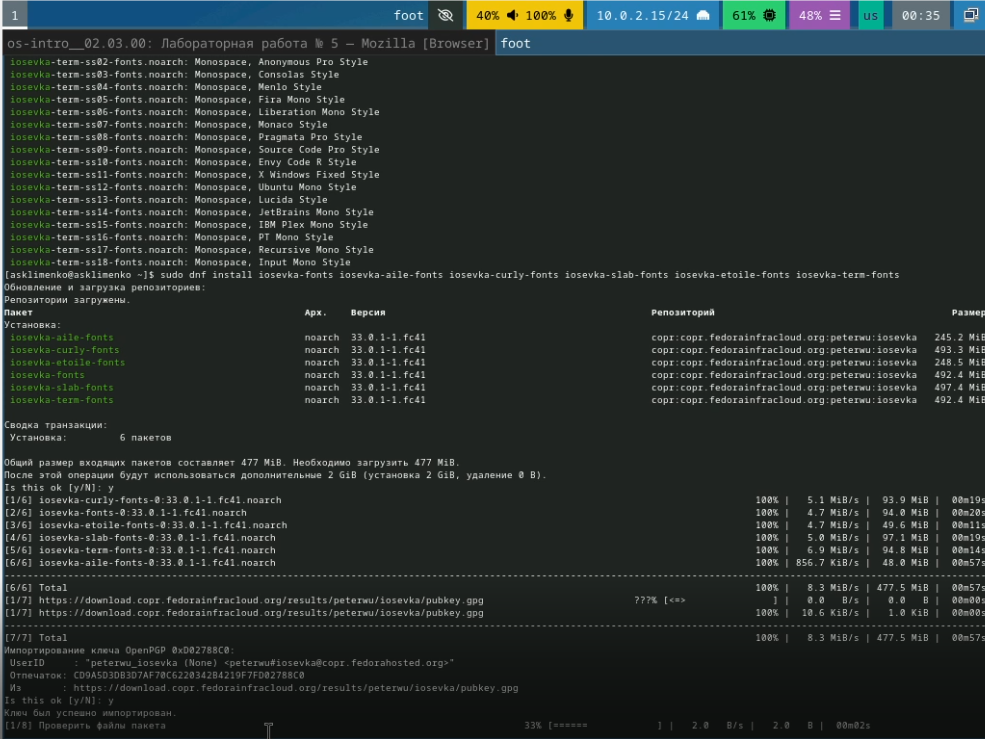 1 foot 40% 100% 10.0.2.15/24 61% 48% us 00:35
os-intro__02.03.00: Лабораторная работа № 5 — Mozilla [Browser] foot
iosevka-term-ss02-fonts.noarch: Monospace, Anonymous Pro Style
iosevka-term-ss03-fonts.noarch: Monospace, Consolas Style
iosevka-term-ss04-fonts.noarch: Monospace, Menlo Style
iosevka-term-ss05-fonts.noarch: Monospace, Fira Mono Style
iosevka-term-ss06-fonts.noarch: Monospace, Liberation Mono Style
iosevka-term-ss07-fonts.noarch: Monospace, Monaco Style
iosevka-term-ss08-fonts.noarch: Monospace, Pragmata Pro Style
iosevka-term-ss09-fonts.noarch: Monospace, Source Code Pro Style
iosevka-term-ss10-fonts.noarch: Monospace, Envy Code R Style
iosevka-term-ss11-fonts.noarch: Monospace, X Windows Fixed Style
iosevka-term-ss12-fonts.noarch: Monospace, Ubuntu Mono Style
iosevka-term-ss13-fonts.noarch: Monospace, Lucida Style
iosevka-term-ss14-fonts.noarch: Monospace, JetBrains Mono Style
iosevka-term-ss15-fonts.noarch: Monospace, IBM Plex Mono Style
iosevka-term-ss16-fonts.noarch: Monospace, PT Mono Style
iosevka-term-ss17-fonts.noarch: Monospace, Recursive Mono Style
iosevka-term-ss18-fonts.noarch: Monospace, Input Mono Style
[asklimenko@asklimenko ~]$ sudo dnf install iosevka-fonts iosevka-aile-fonts iosevka-curly-fonts iosevka-slab-fonts iosevka-etoile-fonts iosevka-term-fonts
Обновление и загрузка репозиториев:
Репозитории загружены.
Пакет Арх. Версия Репозиторий Размер
Установка:
iosevka-aile-fonts noarch 33.0.1-1.fc41 copr:copr.fedorainfracloud.org:peterwu:iosevka 245.2 MiB
iosevka-curly-fonts noarch 33.0.1-1.fc41 copr:copr.fedorainfracloud.org:peterwu:iosevka 493.3 MiB
iosevka-etoile-fonts noarch 33.0.1-1.fc41 copr:copr.fedorainfracloud.org:peterwu:iosevka 248.5 MiB
iosevka-fonts noarch 33.0.1-1.fc41 copr:copr.fedorainfracloud.org:peterwu:iosevka 492.4 MiB
iosevka-slab-fonts noarch 33.0.1-1.fc41 copr:copr.fedorainfracloud.org:peterwu:iosevka 497.4 MiB
iosevka-term-fonts noarch 33.0.1-1.fc41 copr:copr.fedorainfracloud.org:peterwu:iosevka 492.4 MiB
Сводка транзакции:
Установка: 6 пакетов
Общий размер входящих пакетов составляет 477 MiB. Необходимо загрузить 477 MiB.
После этой операции будут использоваться дополнительные 2 GiB (установка 2 GiB, удаление 0 B).
Is this ok [y/N]: y
[1/6] iosevka-curly-fonts-0:33.0.1-1.fc41.noarch 100% | 5.1 MiB/s | 93.9 MiB | 00m19s
[2/6] iosevka-fonts-0:33.0.1-1.fc41.noarch 100% | 4.7 MiB/s | 94.0 MiB | 00m20s
[3/6] iosevka-etoile-fonts-0:33.0.1-1.fc41.noarch 100% | 4.7 MiB/s | 49.6 MiB | 00m11s
[4/6] iosevka-slab-fonts-0:33.0.1-1.fc41.noarch 100% | 5.0 MiB/s | 97.1 MiB | 00m19s
[5/6] iosevka-term-fonts-0:33.0.1-1.fc41.noarch 100% | 6.9 MiB/s | 94.8 MiB | 00m14s
[6/6] iosevka-aile-fonts-0:33.0.1-1.fc41.noarch 100% | 856.7 KiB/s | 48.0 MiB | 00m57s
[6/6] Total 100% | 8.3 MiB/s | 477.5 MiB | 00m57s
[1/7] https://download.copr.fedorainfracloud.org/results/peterwu/iosevka/pubkey.gpg ???% [<=> ] | 0.0 B/s | 0.0 B | 00m00s
[1/7] https://download.copr.fedorainfracloud.org/results/peterwu/iosevka/pubkey.gpg 100% | 10.6 KiB/s | 1.0 KiB | 00m00s
[7/7] Total 100% | 8.3 MiB/s | 477.5 MiB | 00m57s
Импортирование ключа OpenPGP 0xD02788C0:
UserID : "peterwu_iosevka (None) <peterwu#iosevka@copr.fedorahosted.org>"
Отпечаток: CD9A5D3DB3D7AF70C6220342B4219F7FD02788C0
Из : https://download.copr.fedorainfracloud.org/results/peterwu/iosevka/pubkey.gpg
Is this ok [y/N]: y
Ключ был успешно импортирован.
[1/8] Проверить файлы пакета 33% [====== ] | 2.0 B/s | 2.0 B | 00m02s